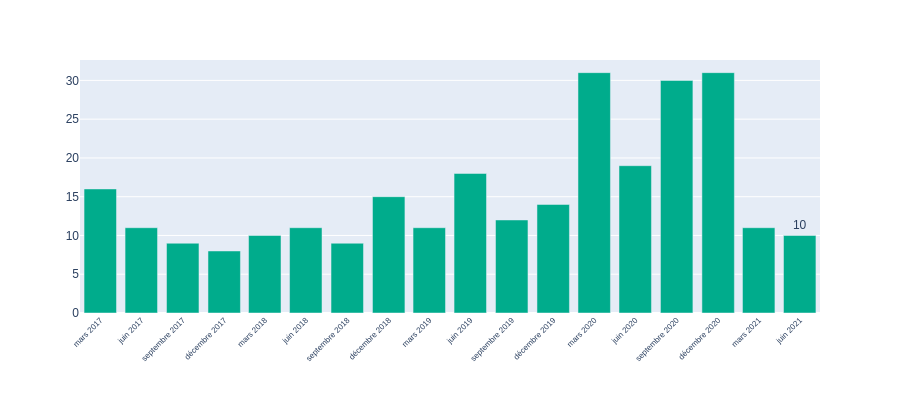 30
25
20
15
10
5
0
10
mars 2017
juin 2017
septembre 2017
décembre 2017
mars 2018
juin 2018
septembre 2018
décembre 2018
mars 2019
juin 2019
septembre 2019
décembre 2019
mars 2020
juin 2020
septembre 2020
décembre 2020
mars 2021
juin 2021